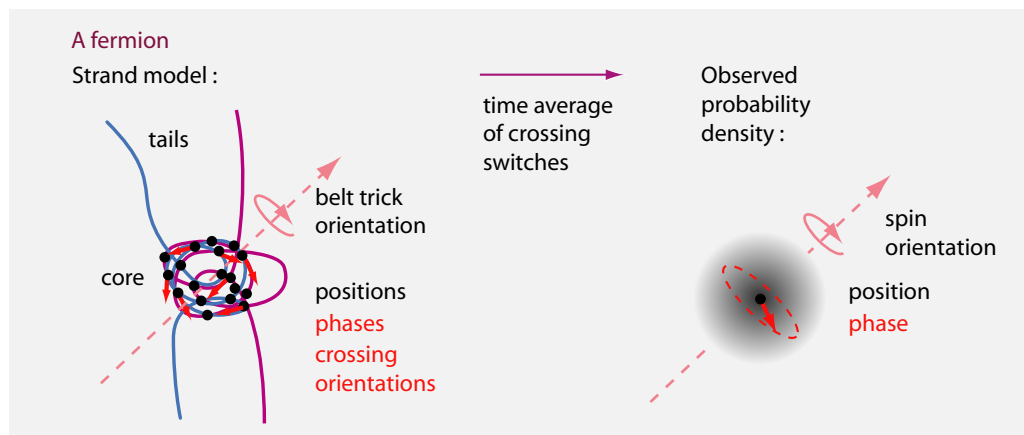 A fermion
Strand model :
tails
core
belt trick
orientation
positions
phases
crossing
orientations
time average
of crossing
switches
Observed
probability
density :
spin
orientation
position
phase